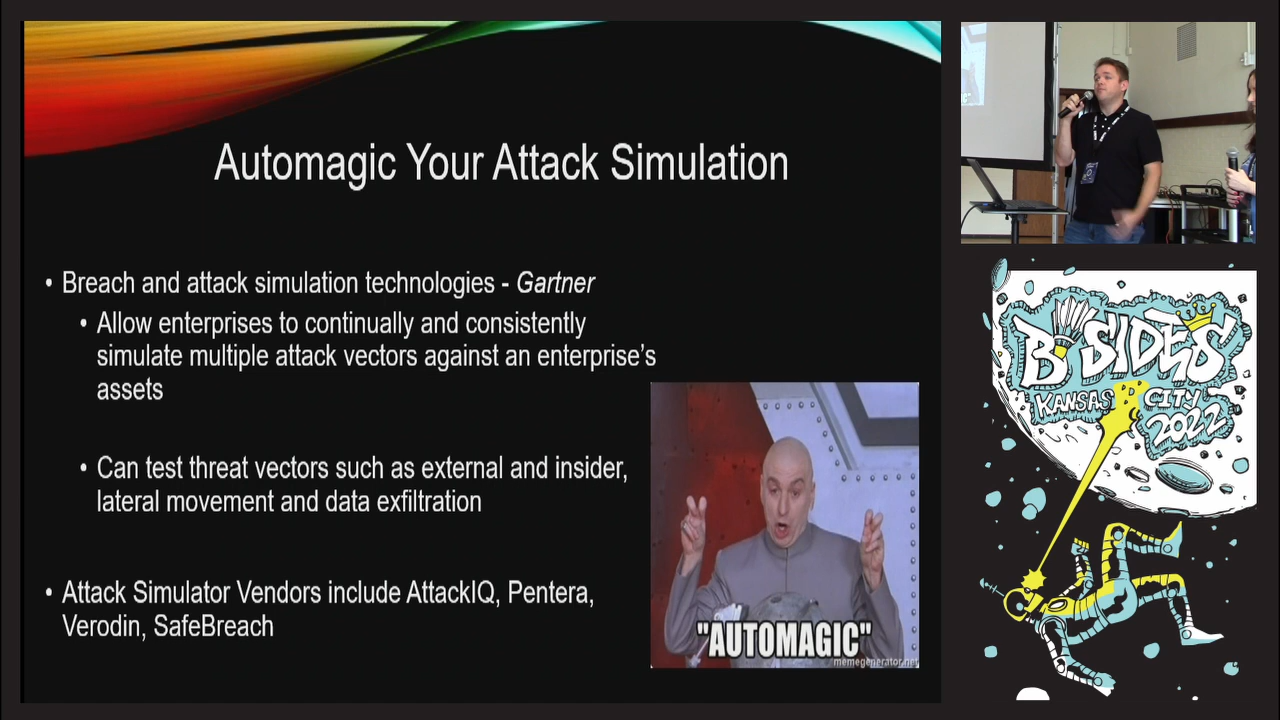 Automagic Your Attack Simulation
• Breach and attack simulation technologies - Gartner
• Allow enterprises to continually and consistently
simulate multiple attack vectors against an enterprise’s
assets
• Can test threat vectors such as external and insider,
lateral movement and data exfiltration
• Attack Simulator Vendors include AttackIQ, Pentera,
Verodin, SafeBreach
"AUTOMAGIC"
memegenerator.net
B-SIDES
KANSAS CITY
2022